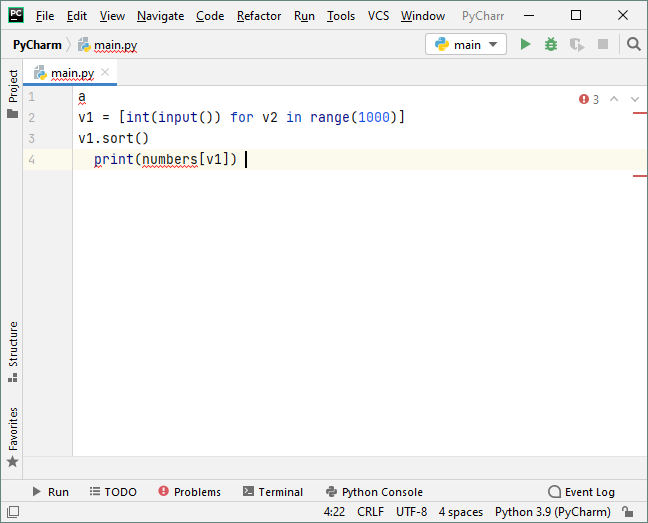 PC File Edit View Navigate Code Refactor Run Tools VCS Window PyCharr
PyCharm main.py main
Project main.py
1 a 3
2 v1 = [int(input()) for v2 in range(1000)]
3 v1.sort()
4 print(numbers[v1])
Structure
Favorites
Run TODO Problems Terminal Python Console Event Log
4:22 CRLF UTF-8 4 spaces Python 3.9 (PyCharm)